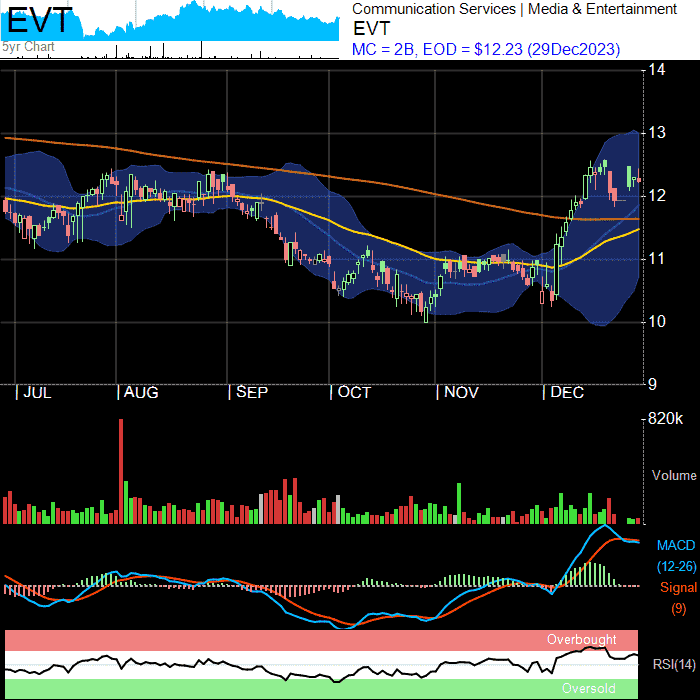 EVT
5yr Chart
Communication Services | Media & Entertainment
EVT
MC = 2B, EOD = $12.23 (29Dec2023)
14
13
12
11
10
9
JUL AUG SEP OCT NOV DEC
820k
Volume
MACD
(12-26)
Signal
(9)
Overbought
RSI(14)
Oversold